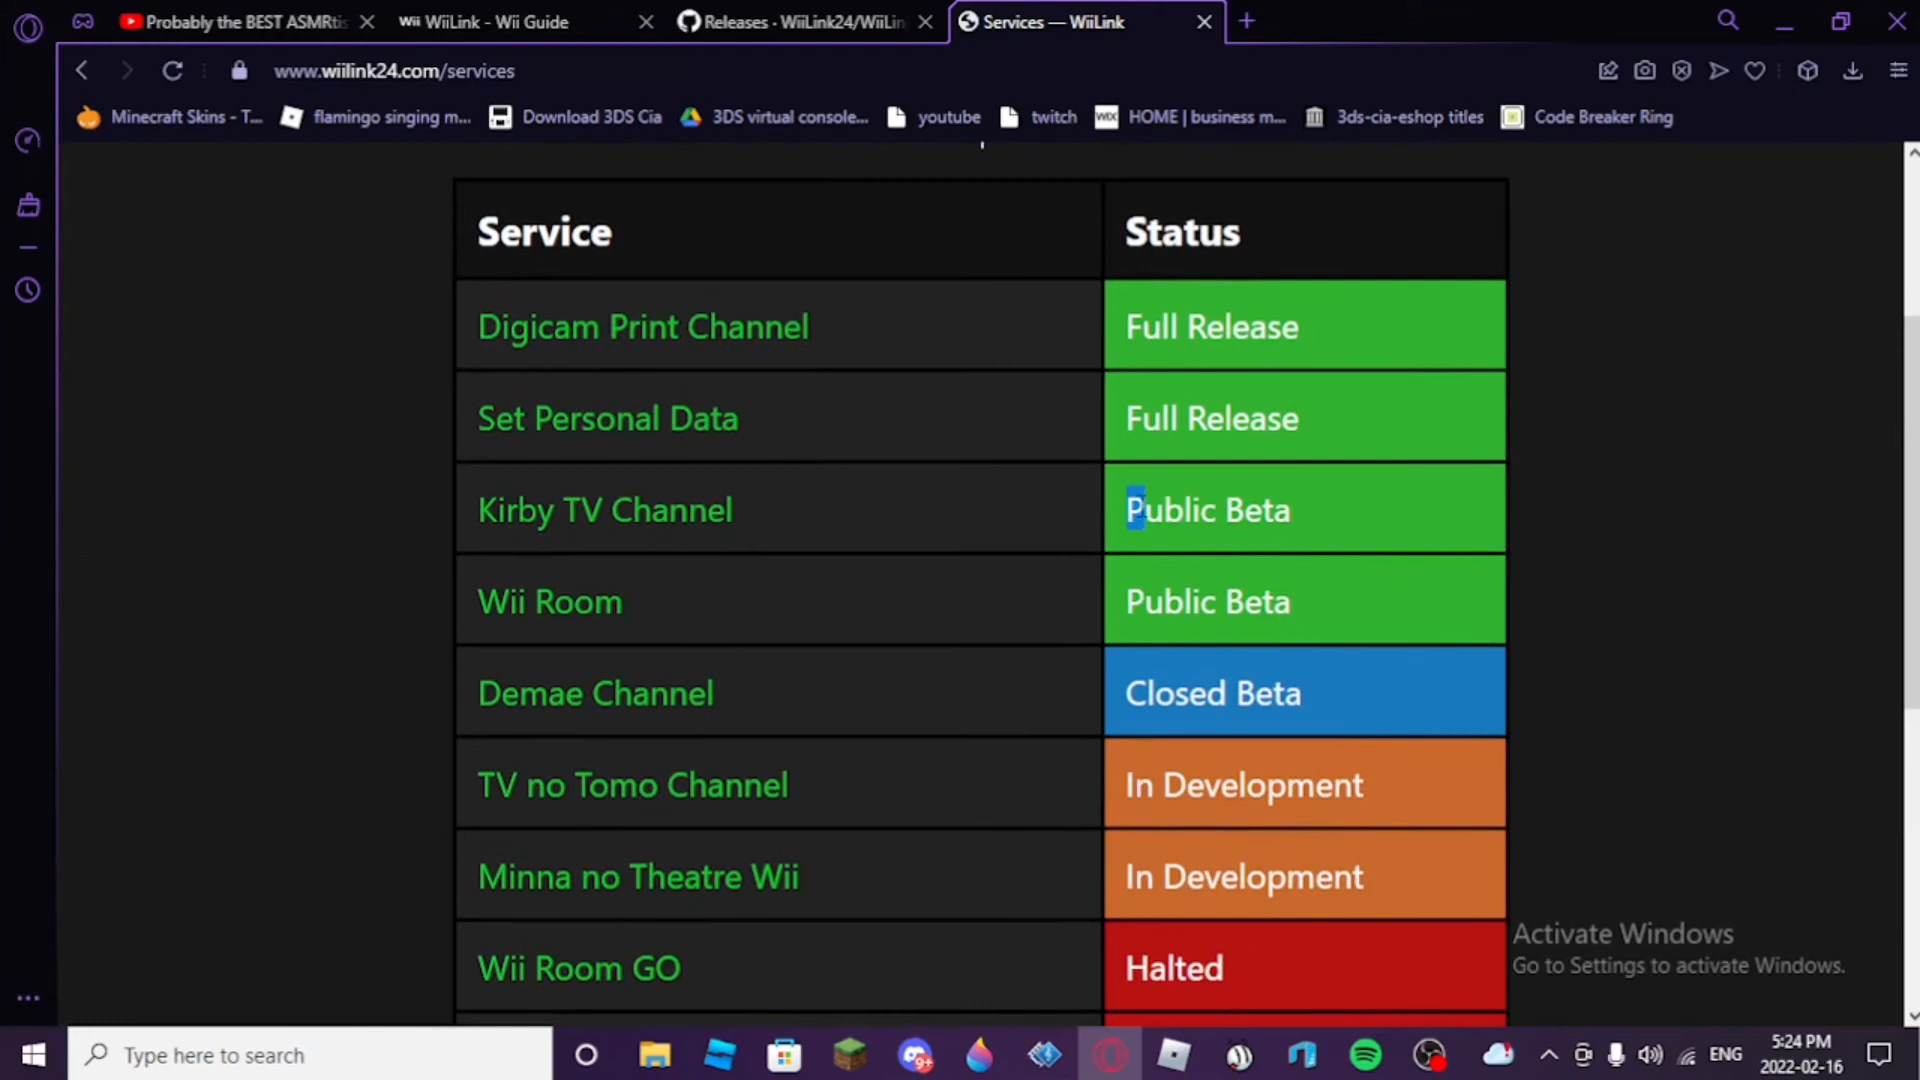 Probably the BEST ASMRtis
Wii WiiLink - Wii Guide
Releases · WiiLink24/WiiLin
Services — WiiLink
www.wiilink24.com/services
Minecraft Skins - T...
flamingo singing m...
Download 3DS Cia
3DS virtual console...
youtube
twitch
WIX HOME | business m...
3ds-cia-eshop titles
Code Breaker Ring
Service Status
Digicam Print Channel Full Release
Set Personal Data Full Release
Kirby TV Channel Public Beta
Wii Room Public Beta
Demae Channel Closed Beta
TV no Tomo Channel In Development
Minna no Theatre Wii In Development
Wii Room GO Halted
Activate Windows
Go to Settings to activate Windows.
Type here to search
9+
ENG
5:24 PM
2022-02-16